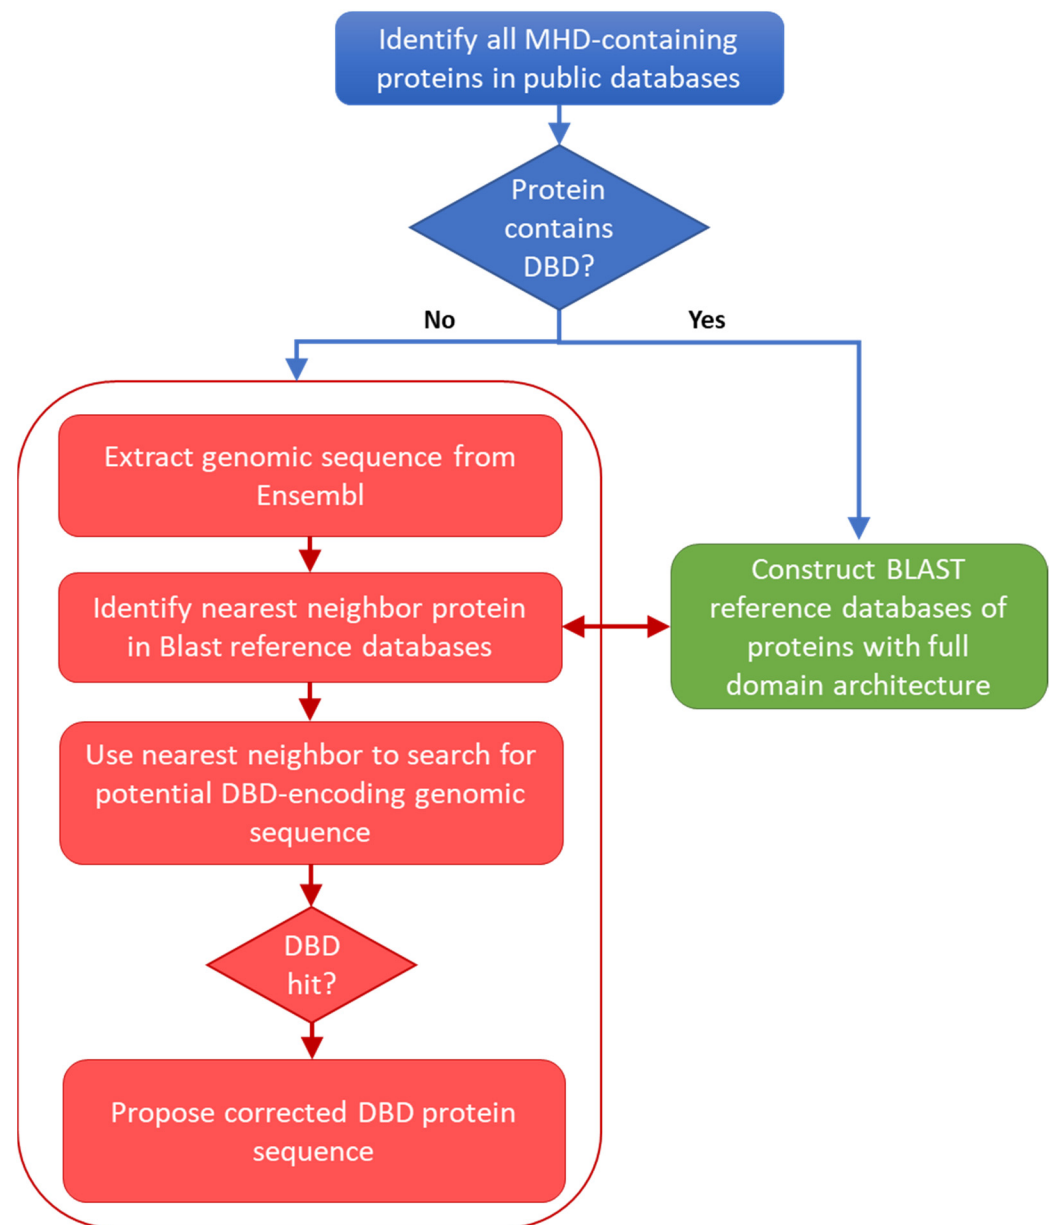 Identify all MHD-containing
proteins in public databases
Protein
contains
DBD?
No
Yes
Extract genomic sequence from
Ensembl
Identify nearest neighbor protein
in Blast reference databases
Construct BLAST
reference databases of
proteins with full
domain architecture
Use nearest neighbor to search for
potential DBD-encoding genomic
sequence
DBD
hit?
Propose corrected DBD protein
sequence